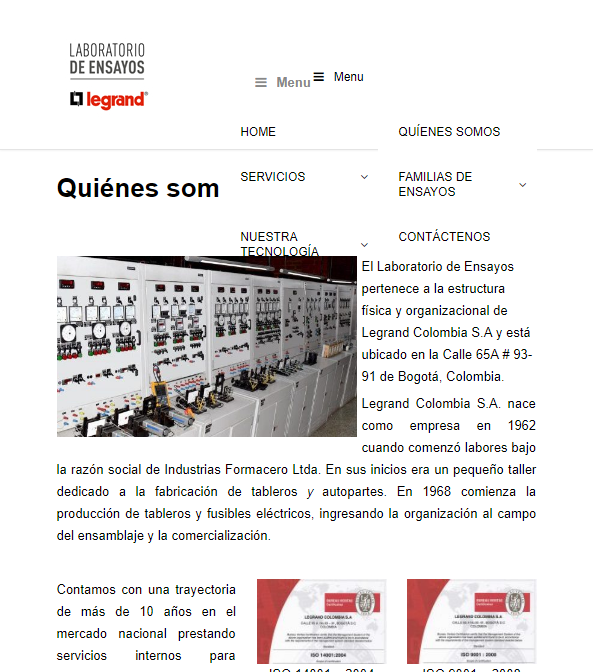 LABORATORIO
DE ENSAYOS
legrand®
Menu
Menu
HOME
QUÍENES SOMOS
SERVICIOS
FAMILIAS DE
ENSAYOS
NUESTRA
TECNOLOGÍA
CONTÁCTENOS
Quiénes som
El Laboratorio de Ensayos
pertenece a la estructura
física y organizacional de
Legrand Colombia S.A y está
ubicado en la Calle 65A # 93-
91 de Bogotá, Colombia.
Legrand Colombia S.A. nace
como empresa en 1962
cuando comenzó labores bajo
la razón social de Industrias Formacero Ltda. En sus inicios era un pequeño taller
dedicado a la fabricación de tableros y autopartes. En 1968 comienza la
producción de tableros y fusibles eléctricos, ingresando la organización al campo
del ensamblaje y la comercialización.
Contamos con una trayectoria
de más de 10 años en el
mercado nacional prestando
servicios internos para
LEGRAND COLOMBIA S.A
ISO 14001:2004
LEGRAND COLOMBIA S.A
ISO 9001 : 2008